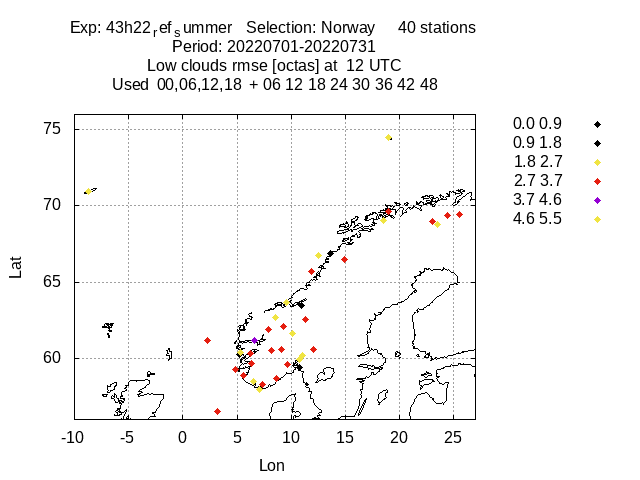 Exp: 43h22refsummer Selection: Norway 40 stations
Period: 20220701-20220731
Low clouds rmse [octas] at 12 UTC
Used 00,06,12,18 + 06 12 18 24 30 36 42 48
0.0 0.9
0.9 1.8
1.8 2.7
2.7 3.7
3.7 4.6
4.6 5.5
75
70
65
60
Lat
-10 -5 0 5 10 15 20 25
Lon